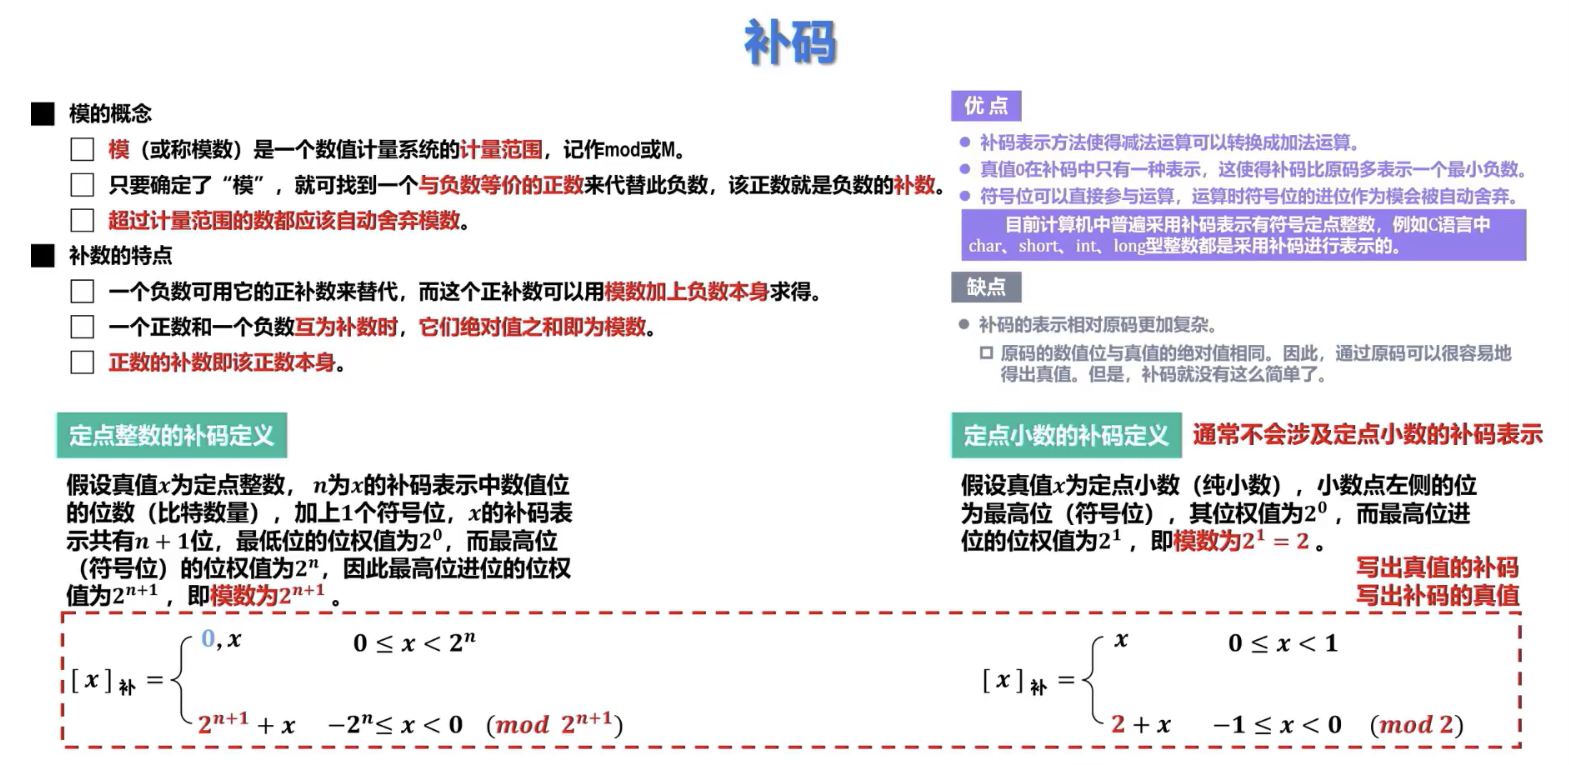 补码
模的概念
模（或称模数）是一个数值计量系统的计量范围，记作mod或M。
只要确定了“模”，就可找到一个与负数等价的正数来代替此负数，该正数就是负数的补数。
超过计量范围的数都应该自动舍弃模数。
补数的特点
一个负数可用它的正补数来替代，而这个正补数可以用模数加上负数本身求得。
一个正数和一个负数互为补数时，它们绝对值之和即为模数。
正数的补数即该正数本身。
优点
补码表示方法使得减法运算可以转换成加法运算。
真值0在补码中只有一种表示，这使得补码比原码多表示一个最小负数。
符号位可以直接参与运算，运算时符号位的进位作为模会被自动舍弃。
目前计算机中普遍采用补码表示有符号定点整数，例如C语言中
char、short、int、long型整数都是采用补码进行表示的。
缺点
补码的表示相对原码更加复杂。
原码的数值位与真值的绝对值相同。因此，通过原码可以很容易地
得出真值。但是，补码就没有这么简单了。
定点整数的补码定义
假设真值x为定点整数， n为x的补码表示中数值位
的位数（比特数量），加上1个符号位，x的补码表
示共有n + 1位，最低位的位权值为2⁰，而最高位
（符号位）的位权值为2ⁿ，因此最高位进位的位权
值为2ⁿ⁺¹ ，即模数为2ⁿ⁺¹ 。
[ x ]补 =
0, x 0 ≤ x < 2ⁿ
2ⁿ⁺¹ + x −2ⁿ≤ x < 0 (mod 2ⁿ⁺¹)
定点小数的补码定义 通常不会涉及定点小数的补码表示
假设真值x为定点小数（纯小数），小数点左侧的位
为最高位（符号位），其位权值为2⁰ ，而最高位进
位的位权值为2¹ ，即模数为2¹ = 2 。
写出真值的补码
写出补码的真值
[ x ]补 =
x 0 ≤ x < 1
2 + x −1 ≤ x < 0 (mod 2)